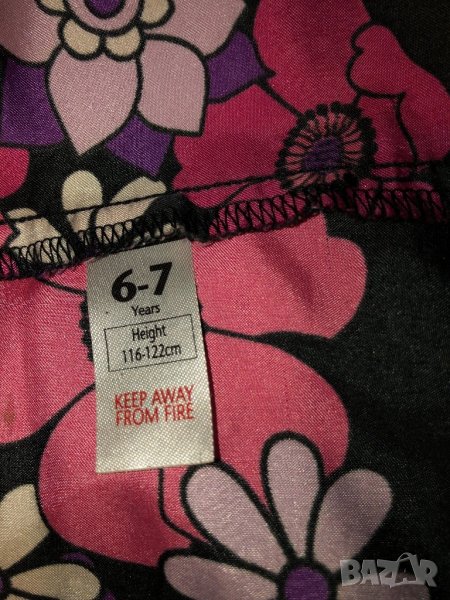 6-7
Years
Height
116-122cm
KEEP AWAY
FROM FIRE
BAZAR